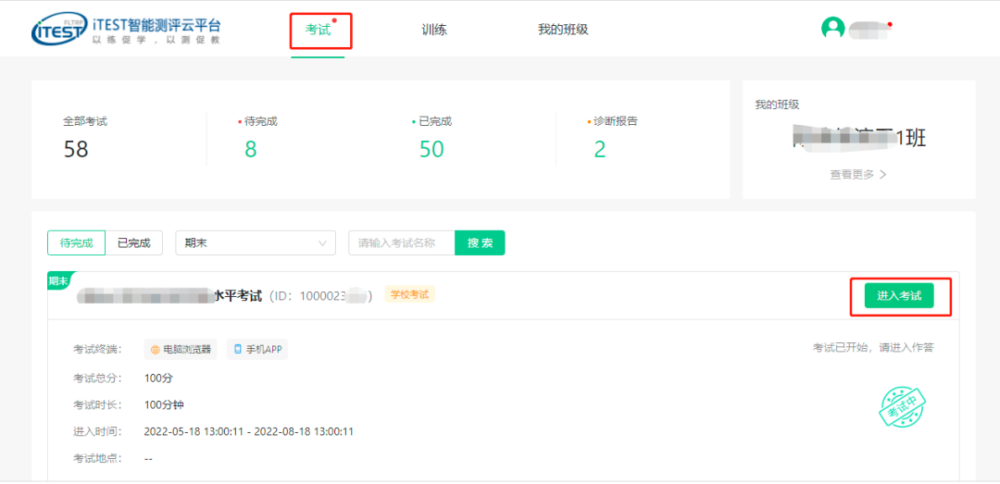 FLTRP
iTEST iTEST智能测评云平台
以练促学，以测促教
考试 训练 我的班级
全部考试 待完成 已完成 诊断报告
58 8 50 2
我的班级
1班
查看更多 >
待完成 已完成 期末 请输入考试名称 搜索
期末
水平考试 (ID: 1000023 ) 学校考试 进入考试
考试终端： 电脑浏览器 手机APP 考试已开始，请进入作答
考试总分： 100分
考试时长： 100分钟
考试中
进入时间： 2022-05-18 13:00:11 - 2022-08-18 13:00:11
考试地点： --